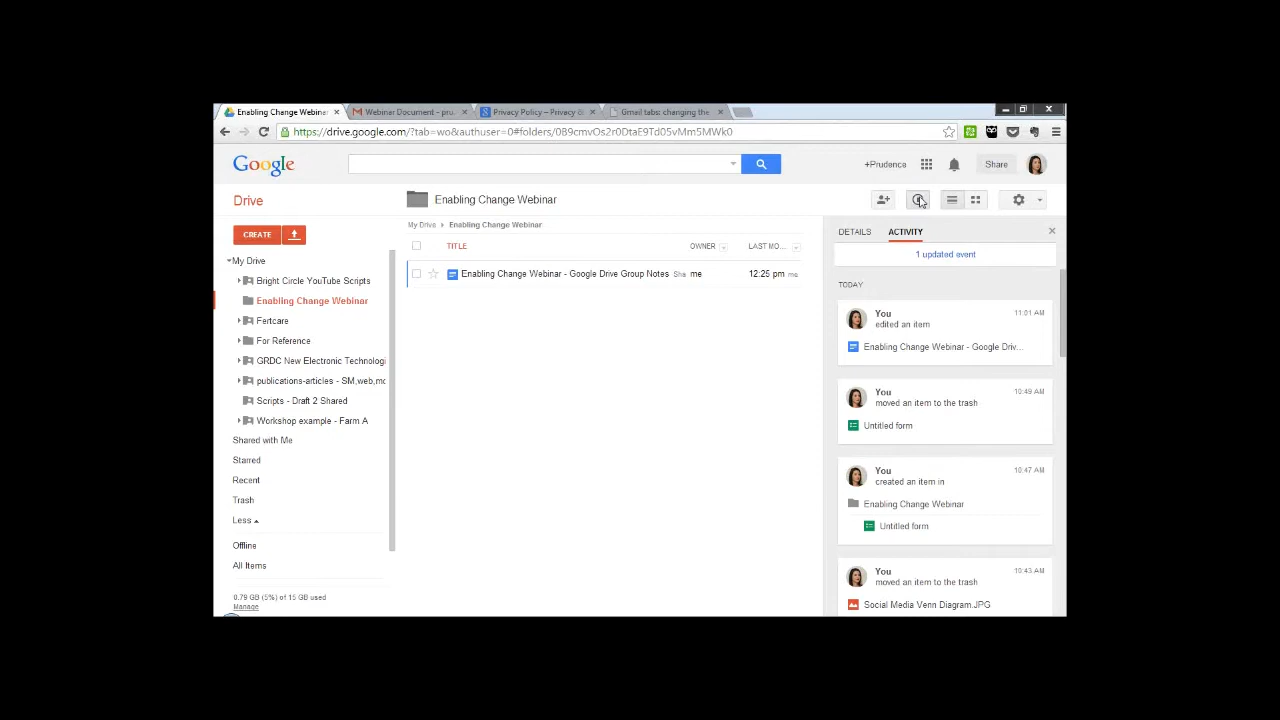 Enabling Change Webinar
Webinar Document – pru
Privacy Policy – Privacy &
Gmail tabs: changing the
https://drive.google.com/?tab=wo&authuser=0#folders/0B9cmvOs2r0DtaE9Td05vMm5MWk0
Google
+Prudence
Share
Drive
Enabling Change Webinar
CREATE
My Drive
Bright Circle YouTube Scripts
Enabling Change Webinar
Fertcare
For Reference
GRDC New Electronic Technologi
publications-articles - SM,web,mo
Scripts - Draft 2 Shared
Workshop example - Farm A
Shared with Me
Starred
Recent
Trash
Less
Offline
All Items
0.79 GB (5%) of 15 GB used
Manage
My Drive Enabling Change Webinar
TITLE OWNER LAST MO...
Enabling Change Webinar - Google Drive Group Notes Sha me 12:25 pm me
DETAILS ACTIVITY
1 updated event
TODAY
You 11:01 AM
edited an item
Enabling Change Webinar - Google Driv...
You 10:49 AM
moved an item to the trash
Untitled form
You 10:47 AM
created an item in
Enabling Change Webinar
Untitled form
You 10:43 AM
moved an item to the trash
Social Media Venn Diagram.JPG